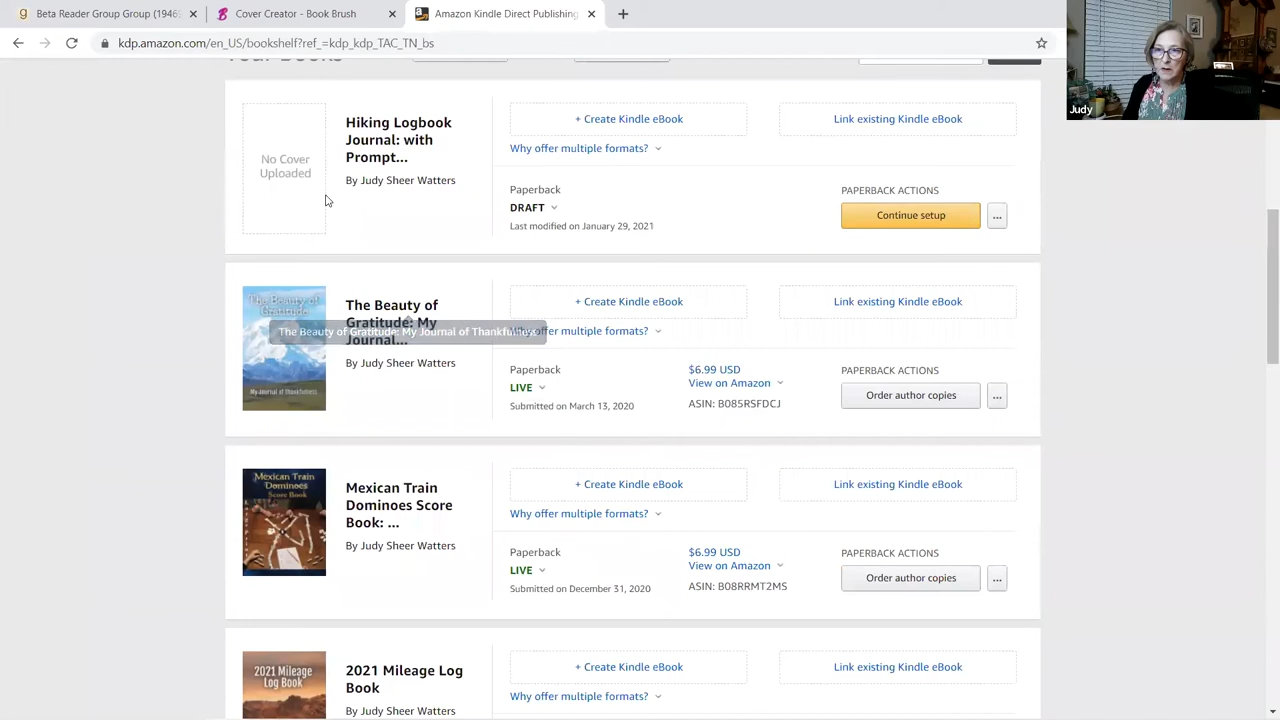 Beta Reader Group Group (1946
Cover Creator - Book Brush
Amazon Kindle Direct Publishing
kdp.amazon.com/en_US/bookshelf?ref_=kdp_kdp_TAC_TN_bs
Your Books
Judy
No Cover
Uploaded
Hiking Logbook
Journal: with
Prompt...
By Judy Sheer Watters
+ Create Kindle eBook
Link existing Kindle eBook
Why offer multiple formats?
Paperback
DRAFT
Last modified on January 29, 2021
PAPERBACK ACTIONS
Continue setup
...
The Beauty of
Gratitude
My Journal of Thankfulness
The Beauty of
Gratitude: My
Journal...
The Beauty of Gratitude: My Journal of Thankfulness
By Judy Sheer Watters
+ Create Kindle eBook
Link existing Kindle eBook
Why offer multiple formats?
Paperback
LIVE
Submitted on March 13, 2020
$6.99 USD
View on Amazon
ASIN: B085RSFDCJ
PAPERBACK ACTIONS
Order author copies
...
Mexican Train
Dominoes
Score Book
Mexican Train
Dominoes Score
Book: ...
By Judy Sheer Watters
+ Create Kindle eBook
Link existing Kindle eBook
Why offer multiple formats?
Paperback
LIVE
Submitted on December 31, 2020
$6.99 USD
View on Amazon
ASIN: B08RRMT2MS
PAPERBACK ACTIONS
Order author copies
...
2021 Mileage
Log Book
2021 Mileage Log
Book
By Judy Sheer Watters
+ Create Kindle eBook
Link existing Kindle eBook
Why offer multiple formats?